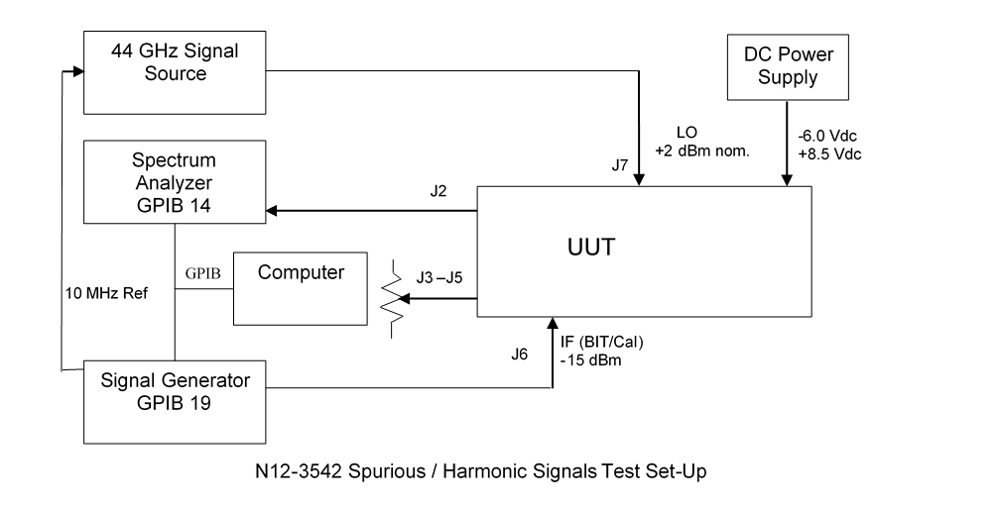 44 GHz Signal
Source
DC Power
Supply
LO
+2 dBm nom.
-6.0 Vdc
+8.5 Vdc
J7
Spectrum
Analyzer
GPIB 14
J2
UUT
GPIB
Computer
J3 –J5
10 MHz Ref
J6
IF (BIT/Cal)
-15 dBm
Signal Generator
GPIB 19
N12-3542 Spurious / Harmonic Signals Test Set-Up